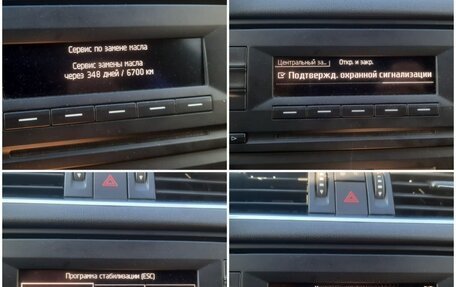 Сервис по замене масла
Сервис замены масла
через 348 дней / 6700 км
Центральный за.. Откр. и закр.
Подтвержд. охранной сигнализации
Программа стабилизации (ESC)